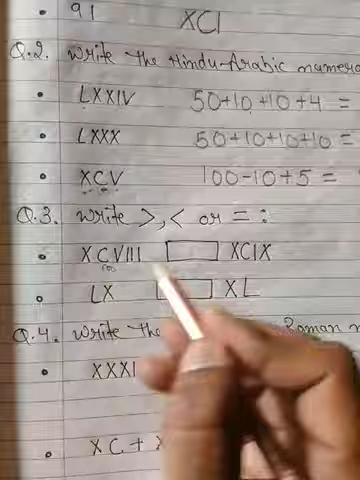 91 XCI
Q.2. Write the Hindu-Arabic numera
LXXIV 50+10+10+4 =
LXXX 50+10+10+10 =
XCV 100-10+5 =
Q.3. Write >, < or = :
XCVIII XCIX
100
LX XL
Q.4. Write the Roman n
XXXI
XC +